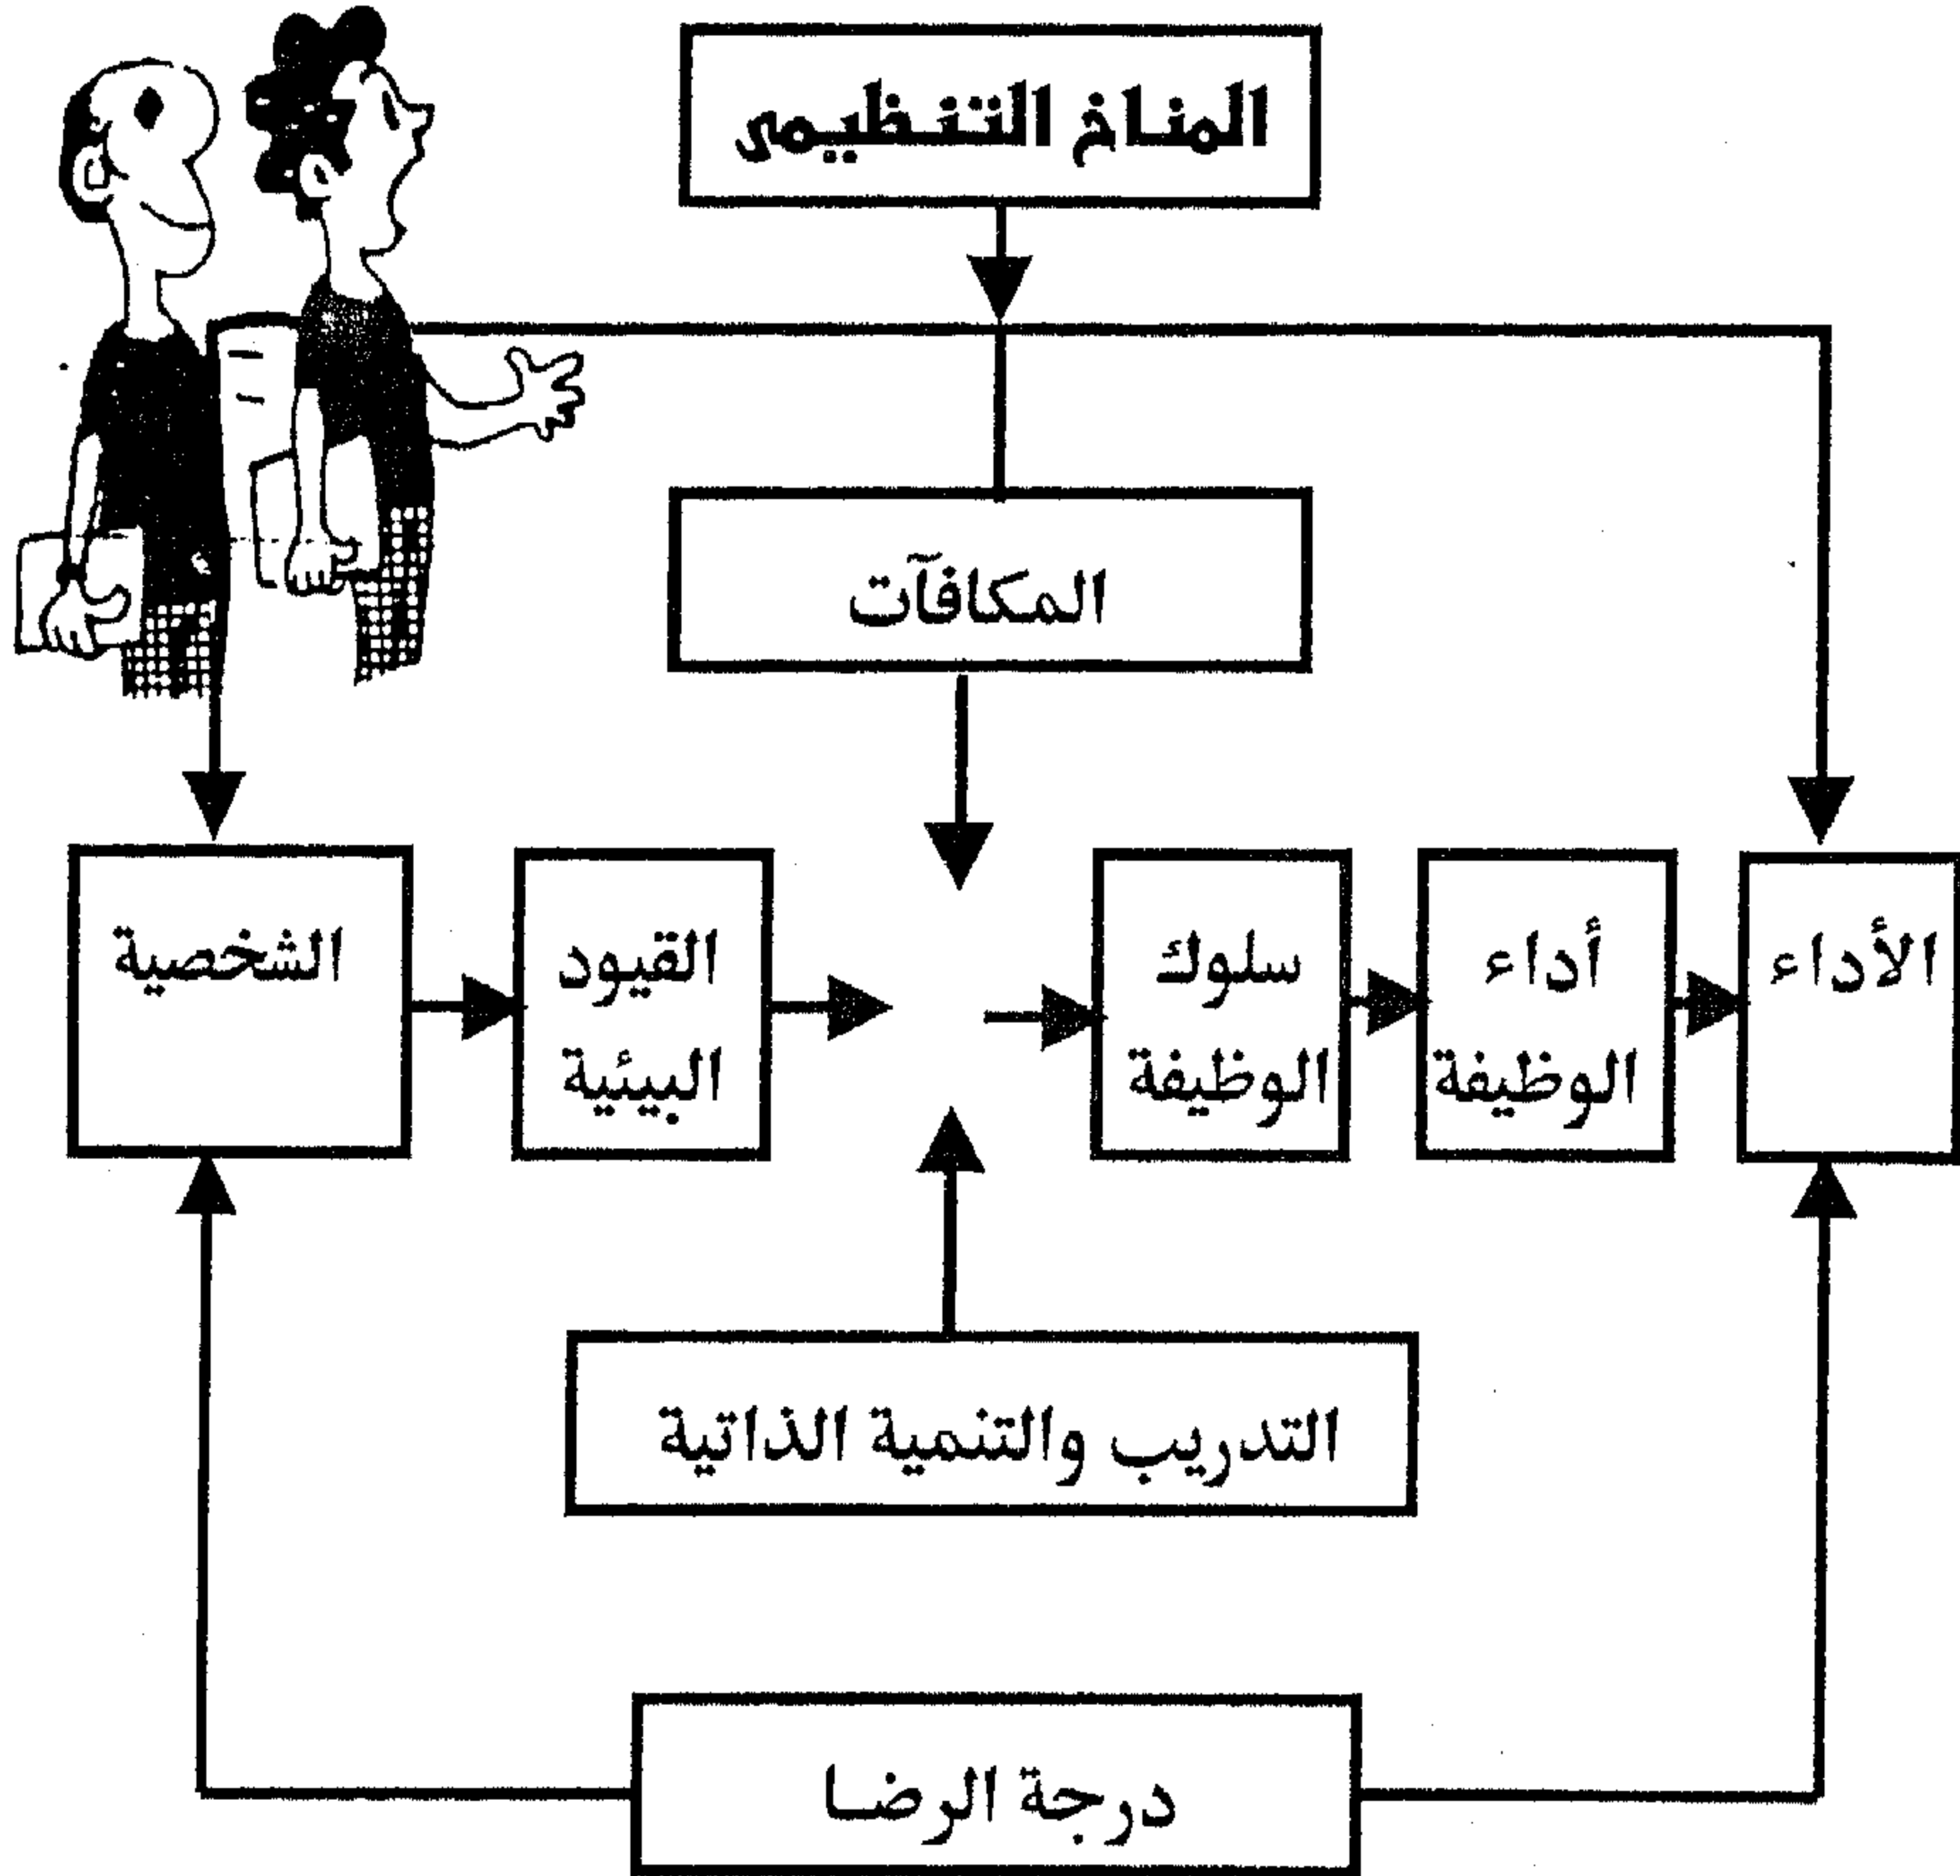 المناخ التنظيمى
المكافآت
الأداء
أداء
الوظيفة
سلوك
الوظيفة
القيود
البيئية
الشخصية
التدريب والتنمية الذاتية
درجة الرضا